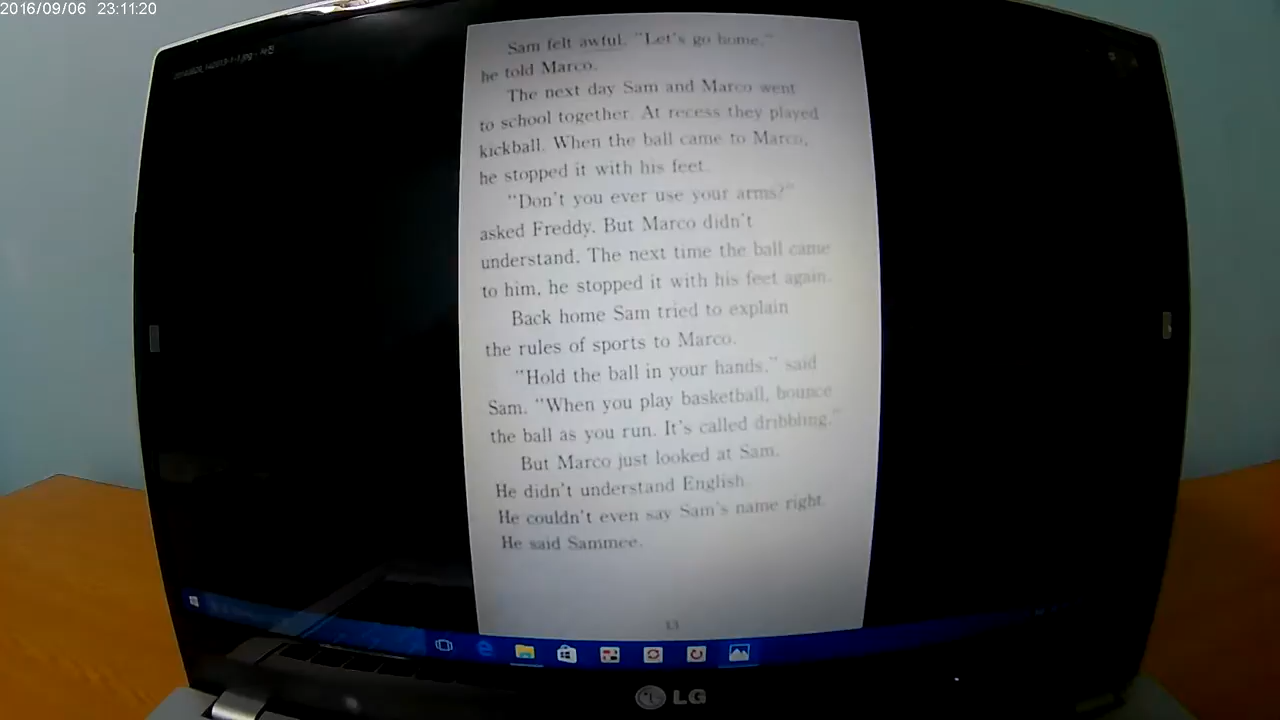 2016/09/06 23:11:20
Sam felt awful. "Let's go home,"
he told Marco.
The next day Sam and Marco went
to school together. At recess they played
kickball. When the ball came to Marco,
he stopped it with his feet.
"Don't you ever use your arms?"
asked Freddy. But Marco didn't
understand. The next time the ball came
to him, he stopped it with his feet again.
Back home Sam tried to explain
the rules of sports to Marco.
"Hold the ball in your hands," said
Sam. "When you play basketball, bounce
the ball as you run. It's called dribbling."
But Marco just looked at Sam.
He didn't understand English.
He couldn't even say Sam's name right.
He said Sammee.
LG